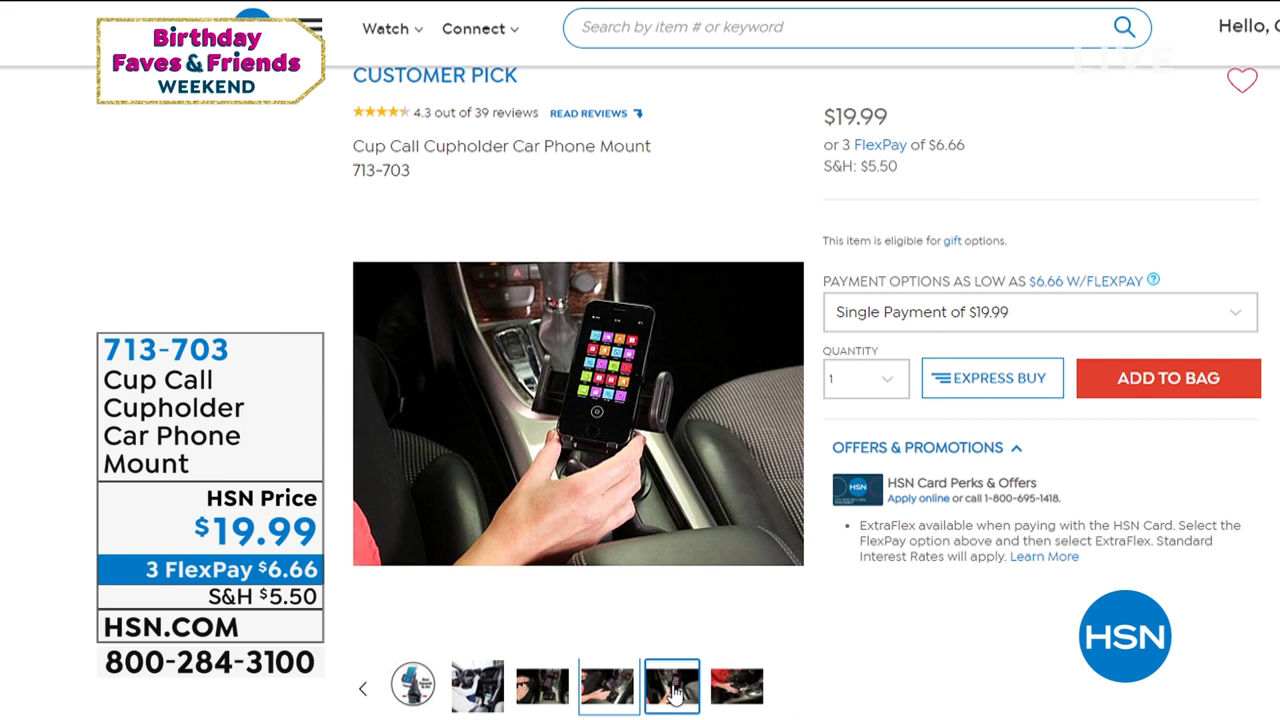 Birthday
Faves & Friends
WEEKEND
Watch
Connect
Search by item # or keyword
Hello,
LIVE
CUSTOMER PICK
4.3 out of 39 reviews READ REVIEWS
Cup Call Cupholder Car Phone Mount
713-703
$19.99
or 3 FlexPay of $6.66
S&H: $5.50
This item is eligible for gift options.
PAYMENT OPTIONS AS LOW AS $6.66 W/FLEXPAY ?
Single Payment of $19.99
QUANTITY
1
EXPRESS BUY
ADD TO BAG
OFFERS & PROMOTIONS
HSN
HSN Card Perks & Offers
Apply online or call 1-800-695-1418.
• ExtraFlex available when paying with the HSN Card. Select the
FlexPay option above and then select ExtraFlex. Standard
Interest Rates will apply. Learn More
713-703
Cup Call
Cupholder
Car Phone
Mount
HSN Price
$19.99
3 FlexPay $6.66
S&H $5.50
HSN.COM
800-284-3100
HSN